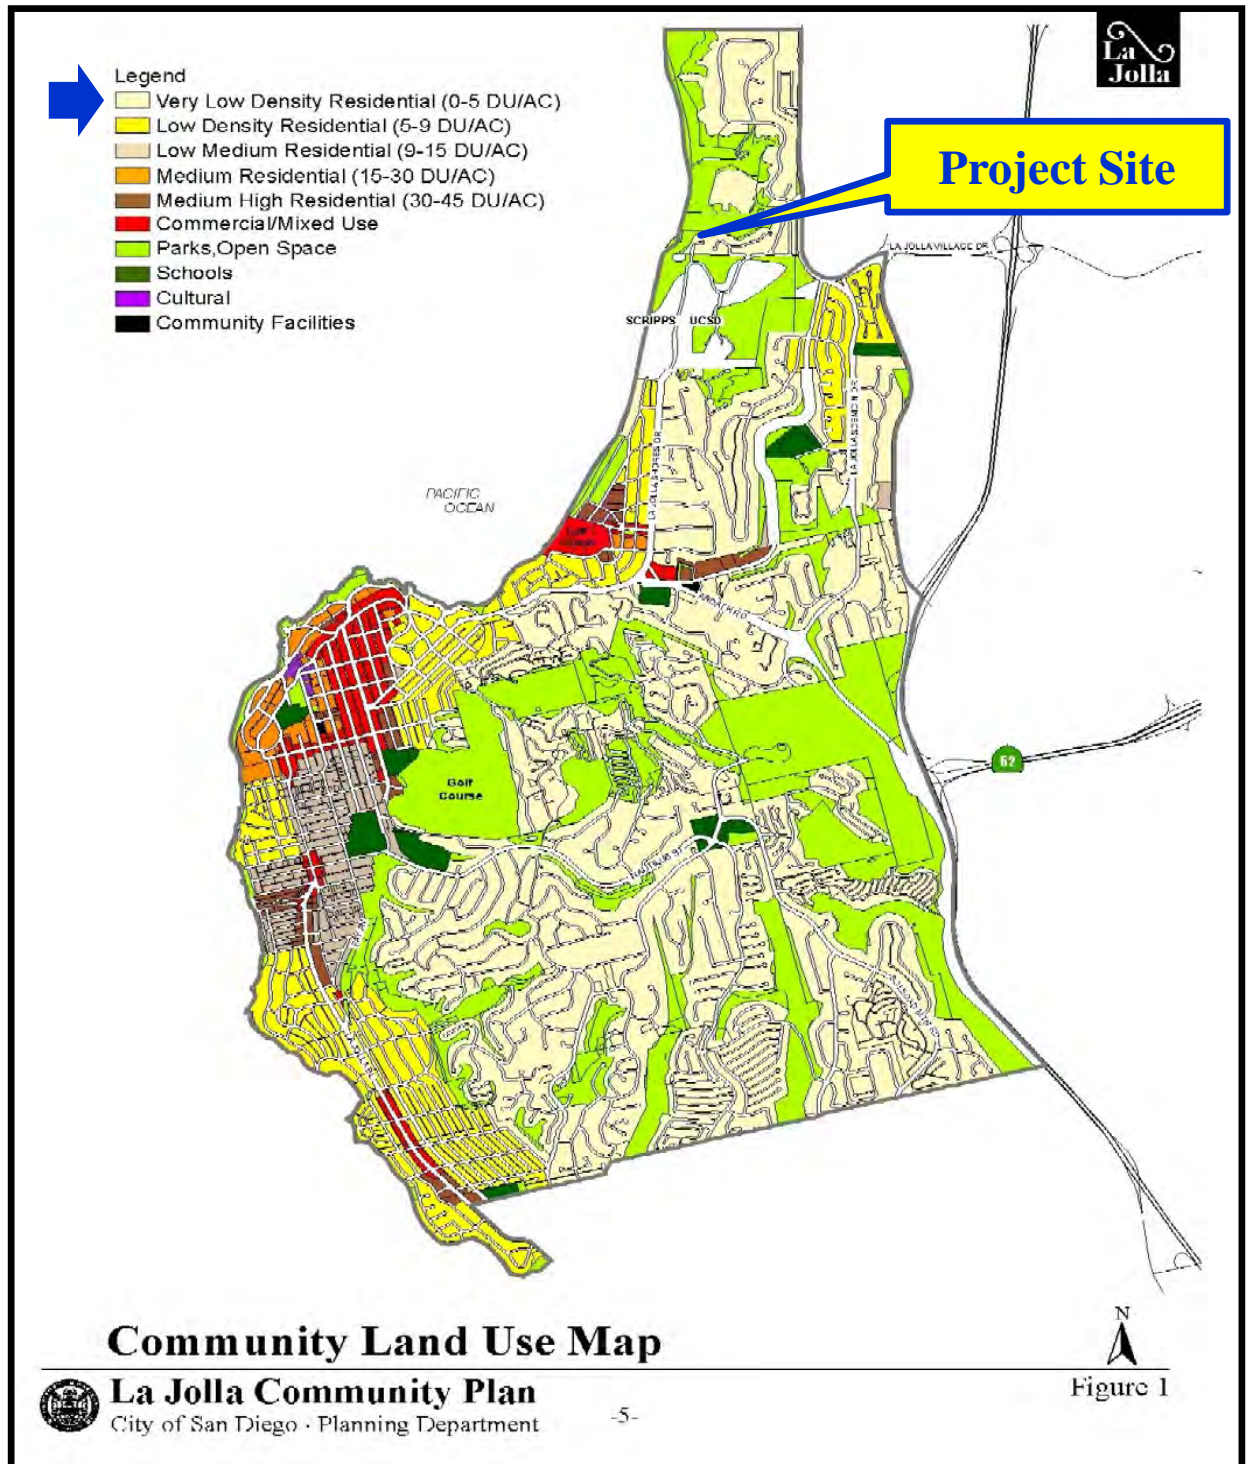 La
Jolla
Legend
Very Low Density Residential (0-5 DU/AC)
Low Density Residential (5-9 DU/AC)
Low Medium Residential (9-15 DU/AC)
Medium Residential (15-30 DU/AC)
Medium High Residential (30-45 DU/AC)
Commercial/Mixed Use
Parks,Open Space
Schools
Cultural
Community Facilities
Project Site
LA JOLLA VILLAGE DR
SCRIPPS UCSD
LA JOLLA SHORES DR
PACIFIC
OCEAN
52
Golf
Course
Community Land Use Map
N
La Jolla Community Plan
City of San Diego · Planning Department
-5-
Figure 1